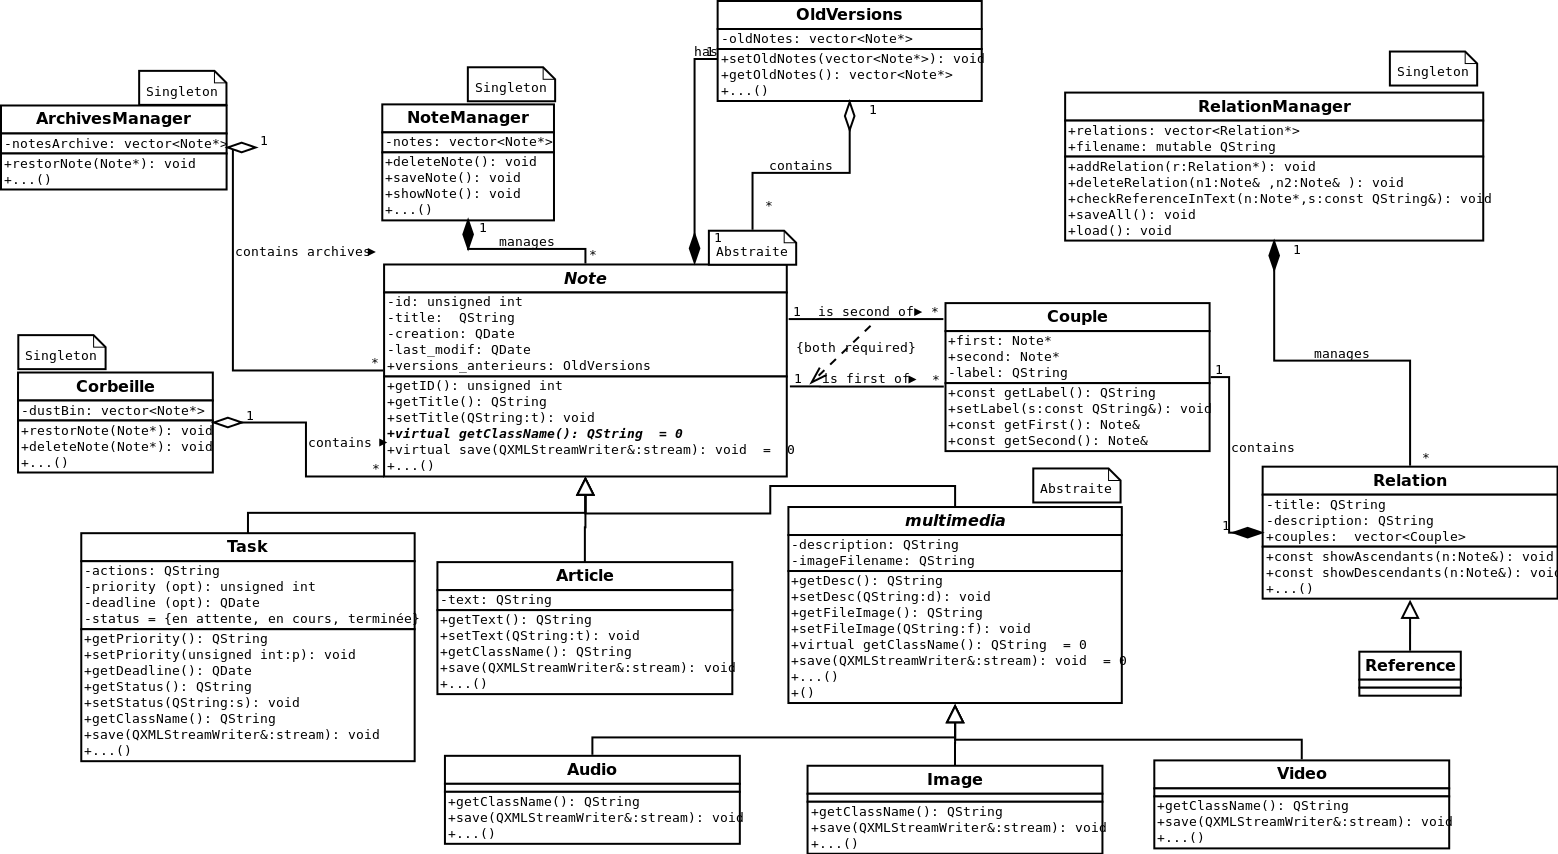 OldVersions
-oldNotes: vector<Note*>
+setOldNotes(vector<Note*>): void
+getOldNotes(): vector<Note*>
+...()
has
1
1
contains
*
Singleton
ArchivesManager
-notesArchive: vector<Note*>
+restorNote(Note*): void
+...()
1
contains archives
*
Singleton
NoteManager
-notes: vector<Note*>
+deleteNote(): void
+saveNote(): void
+showNote(): void
+...()
1
manages
*
Singleton
RelationManager
+relations: vector<Relation*>
+filename: mutable QString
+addRelation(r:Relation*): void
+deleteRelation(n1:Note& ,n2:Note& ): void
+checkReferenceInText(n:Note*,s:const QString&): void
+saveAll(): void
+load(): void
1
manages
*
1
Abstraite
Note
-id: unsigned int
-title:  QString
-creation: QDate
-last_modif: QDate
+versions_anterieurs: OldVersions
+getID(): unsigned int
+getTitle(): QString
+setTitle(QString:t): void
+virtual getClassName(): QString  = 0
+virtual save(QXMLStreamWriter&:stream): void  =  0
+...()
1  is second of *
{both required}
1  is first of  *
Couple
+first: Note*
+second: Note*
-label: QString
+const getLabel(): QString
+setLabel(s:const QString&): void
+const getFirst(): Note&
+const getSecond(): Note&
1
contains
1
Singleton
Corbeille
-dustBin: vector<Note*>
+restorNote(Note*): void
+deleteNote(Note*): void
+...()
1
contains
*
Relation
-title: QString
-description: QString
+couples:  vector<Couple>
+const showAscendants(n:Note&): void
+const showDescendants(n:Note&): void
+...()
Reference
Task
-actions: QString
-priority (opt): unsigned int
-deadline (opt): QDate
-status = {en attente, en cours, terminée}
+getPriority(): QString
+setPriority(unsigned int:p): void
+getDeadline(): QDate
+getStatus(): QString
+setStatus(QString:s): void
+getClassName(): QString
+save(QXMLStreamWriter&:stream): void
+...()
Article
-text: QString
+getText(): QString
+setText(QString:t): void
+getClassName(): QString
+save(QXMLStreamWriter&:stream): void
+...()
Abstraite
multimedia
-description: QString
-imageFilename: QString
+getDesc(): QString
+setDesc(QString:d): void
+getFileImage(): QString
+setFileImage(QString:f): void
+virtual getClassName(): QString  = 0
+save(QXMLStreamWriter&:stream): void  = 0
+...()
+()
Audio
+getClassName(): QString
+save(QXMLStreamWriter&:stream): void
+...()
Image
+getClassName(): QString
+save(QXMLStreamWriter&:stream): void
+...()
Video
+getClassName(): QString
+save(QXMLStreamWriter&:stream): void
+...()